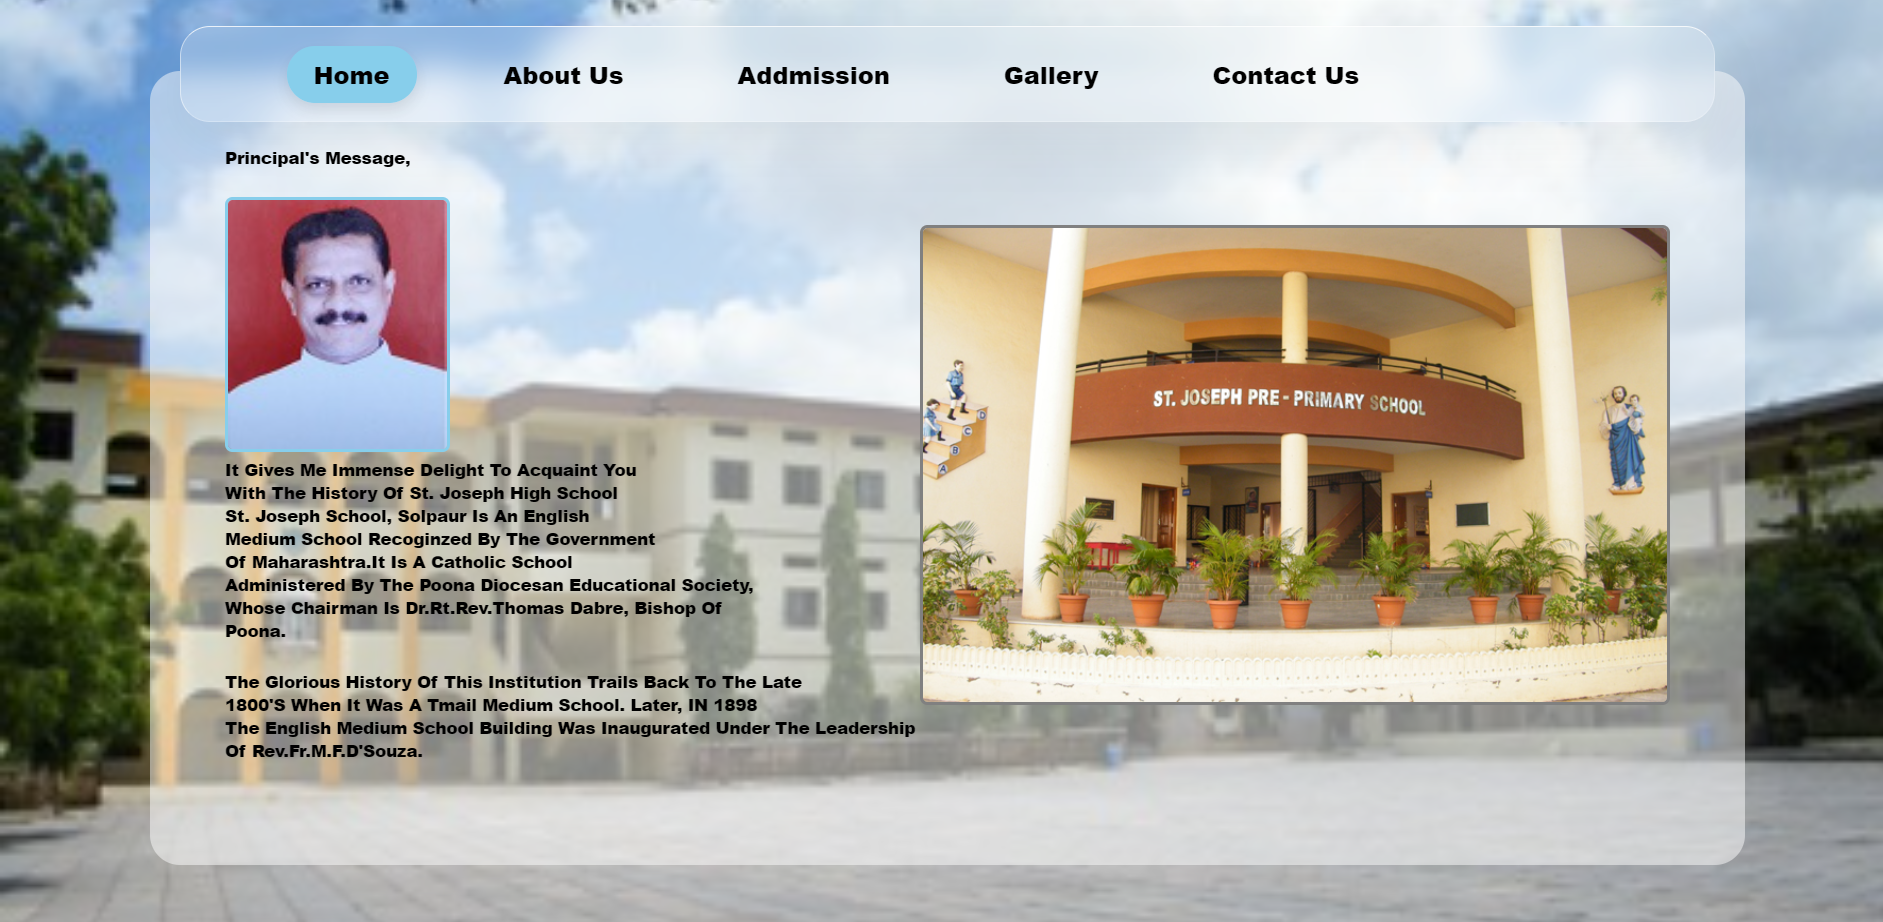 Home About Us Addmission Gallery Contact Us
Principal's Message,
It Gives Me Immense Delight To Acquaint You
With The History Of St. Joseph High School
St. Joseph School, Solpaur Is An English
Medium School Recoginzed By The Government
Of Maharashtra.It Is A Catholic School
Administered By The Poona Diocesan Educational Society,
Whose Chairman Is Dr.Rt.Rev.Thomas Dabre, Bishop Of
Poona.
The Glorious History Of This Institution Trails Back To The Late
1800'S When It Was A Tmail Medium School. Later, IN 1898
The English Medium School Building Was Inaugurated Under The Leadership
Of Rev.Fr.M.F.D'Souza.
ST. JOSEPH PRE - PRIMARY SCHOOL
D
C
B
A